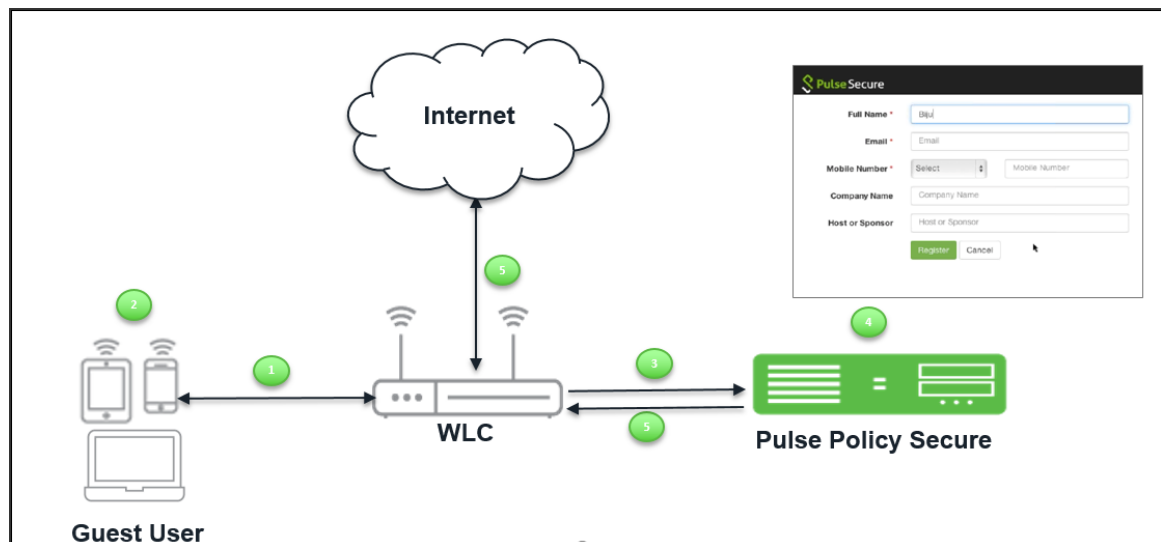 Internet
PulseSecure
Full Name *
Biju
Email *
Email
Mobile Number *
Select
Mobile Number
Company Name
Company Name
Host or Sponsor
Host or Sponsor
Register
Cancel
5
2
4
1
3
5
WLC
Pulse Policy Secure
Guest User